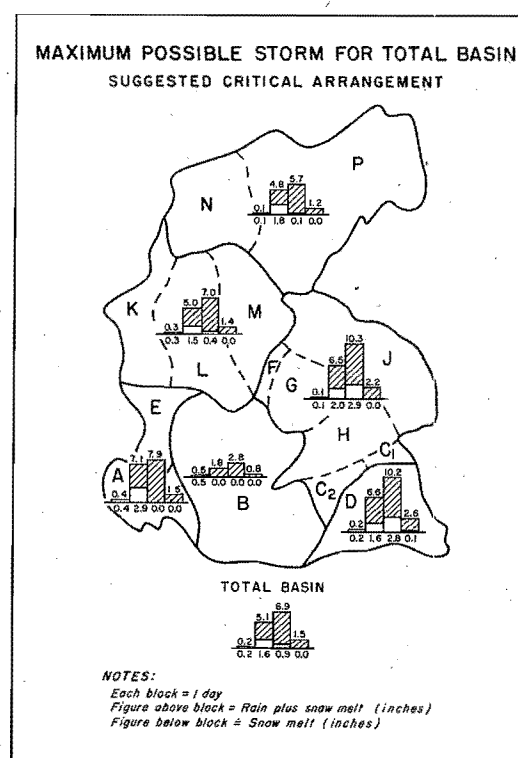 MAXIMUM POSSIBLE STORM FOR TOTAL BASIN
SUGGESTED CRITICAL ARRANGEMENT
P
N
0.1 4.8 5.7 1.2
0.1 1.8 0.1 0.0
K
M
0.3 5.0 7.0 1.4
0.3 1.5 0.4 0.0
L
J
F
G
0.1 6.5 10.3 2.2
0.1 2.0 2.9 0.0
E
H
C1
A
0.4 7.1 7.9 1.5
0.4 2.9 0.0 0.0
0.5 1.8 2.8 0.8
0.5 0.0 0.0 0.0
B
C2
D
0.2 6.6 10.2 2.6
0.2 1.6 2.8 0.1
TOTAL BASIN
0.2 5.1 6.9 1.5
0.2 1.6 0.9 0.0
NOTES:
Each block = 1 day
Figure above block = Rain plus snow melt (inches)
Figure below block = Snow melt (inches)